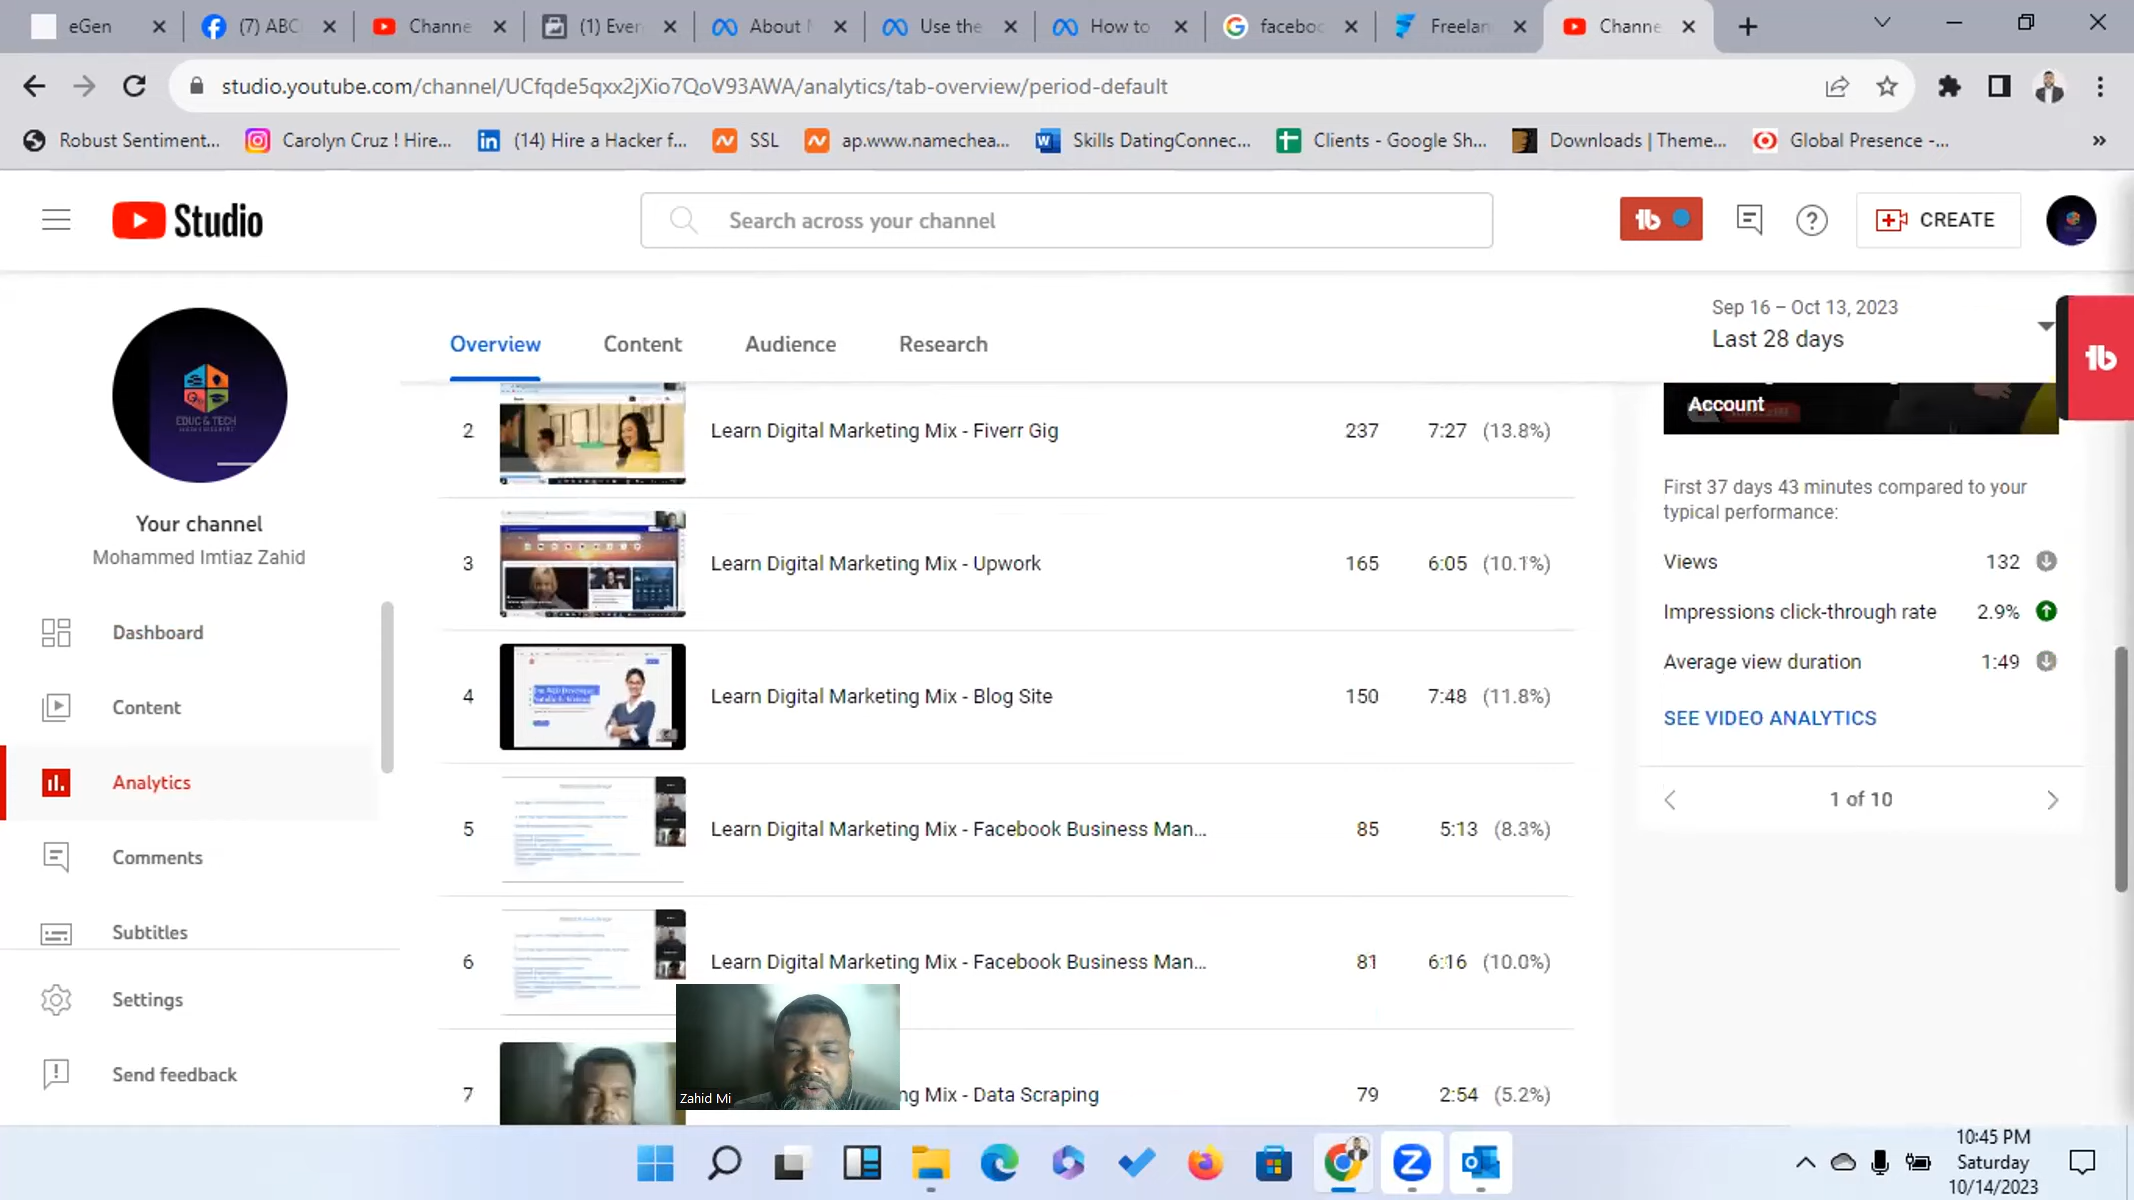 eGen
(7) ABC
Channe
(1) Ever
About M
Use the
How to
faceboo
Freelan
Channe
studio.youtube.com/channel/UCfqde5qxx2jXio7QoV93AWA/analytics/tab-overview/period-default
Robust Sentiment...
Carolyn Cruz ! Hire...
(14) Hire a Hacker f...
SSL
ap.www.namechea...
Skills DatingConnec...
Clients - Google Sh...
Downloads | Theme...
Global Presence -...
Studio
Search across your channel
CREATE
Sep 16 – Oct 13, 2023
Last 28 days
Overview
Content
Audience
Research
EDUC & TECH
Your channel
Mohammed Imtiaz Zahid
Dashboard
Content
Analytics
Comments
Subtitles
Settings
Send feedback
2 Learn Digital Marketing Mix - Fiverr Gig 237 7:27 (13.8%)
3 Learn Digital Marketing Mix - Upwork 165 6:05 (10.1%)
4 Learn Digital Marketing Mix - Blog Site 150 7:48 (11.8%)
5 Learn Digital Marketing Mix - Facebook Business Man... 85 5:13 (8.3%)
6 Learn Digital Marketing Mix - Facebook Business Man... 81 6:16 (10.0%)
7 ng Mix - Data Scraping 79 2:54 (5.2%)
Zahid Mi
Account
First 37 days 43 minutes compared to your
typical performance:
Views 132
Impressions click-through rate 2.9%
Average view duration 1:49
SEE VIDEO ANALYTICS
1 of 10
10:45 PM
Saturday
10/14/2023